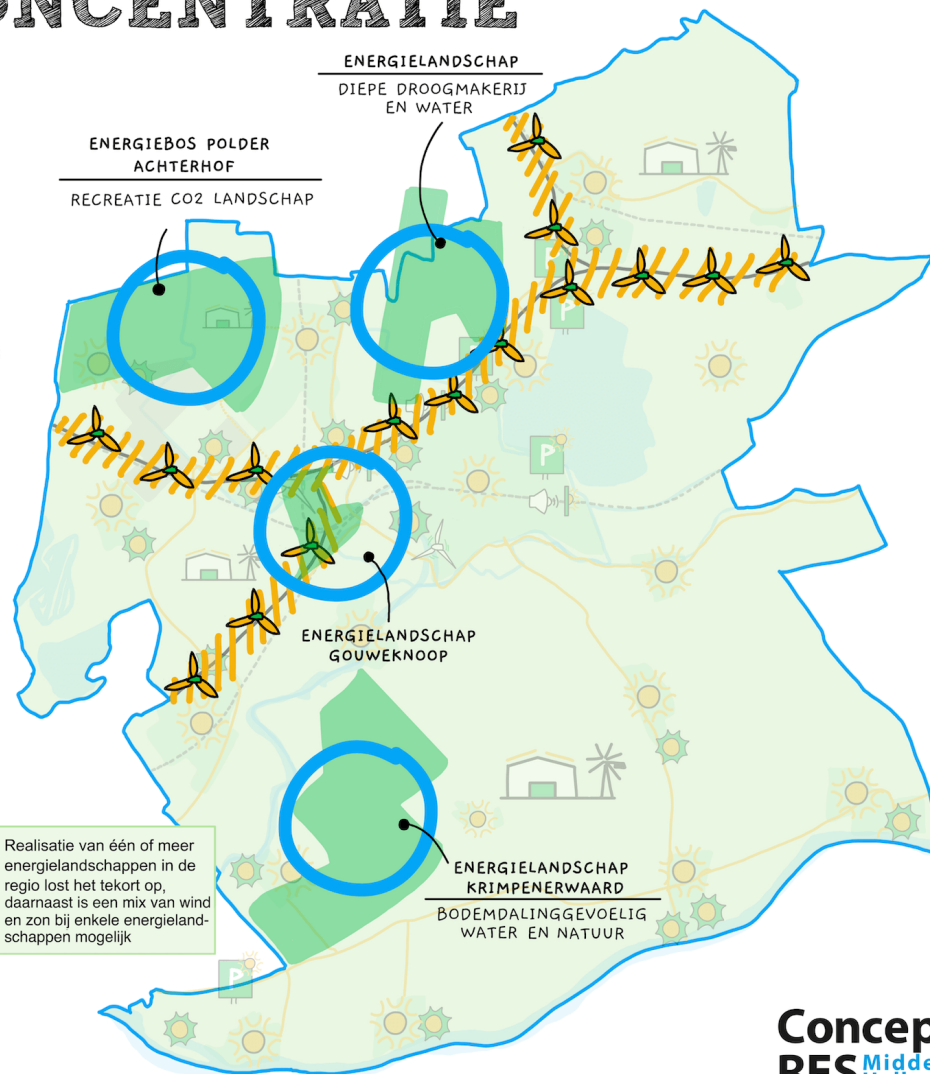 ENERGIELANDSCHAP
DIEPE DROOGMAKERIJ
EN WATER
ENERGIEBOS POLDER
ACHTERHOF
RECREATIE CO2 LANDSCHAP
P
P
P
ENERGIELANDSCHAP
GOUWEKNOOP
Realisatie van één of meer
energielandschappen in de
regio lost het tekort op,
daarnaast is een mix van wind
en zon bij enkele energieland-
schappen mogelijk
ENERGIELANDSCHAP
KRIMPENERWAARD
BODEMDALINGGEVOELIG
WATER EN NATUUR
P
Concep
RES Midde